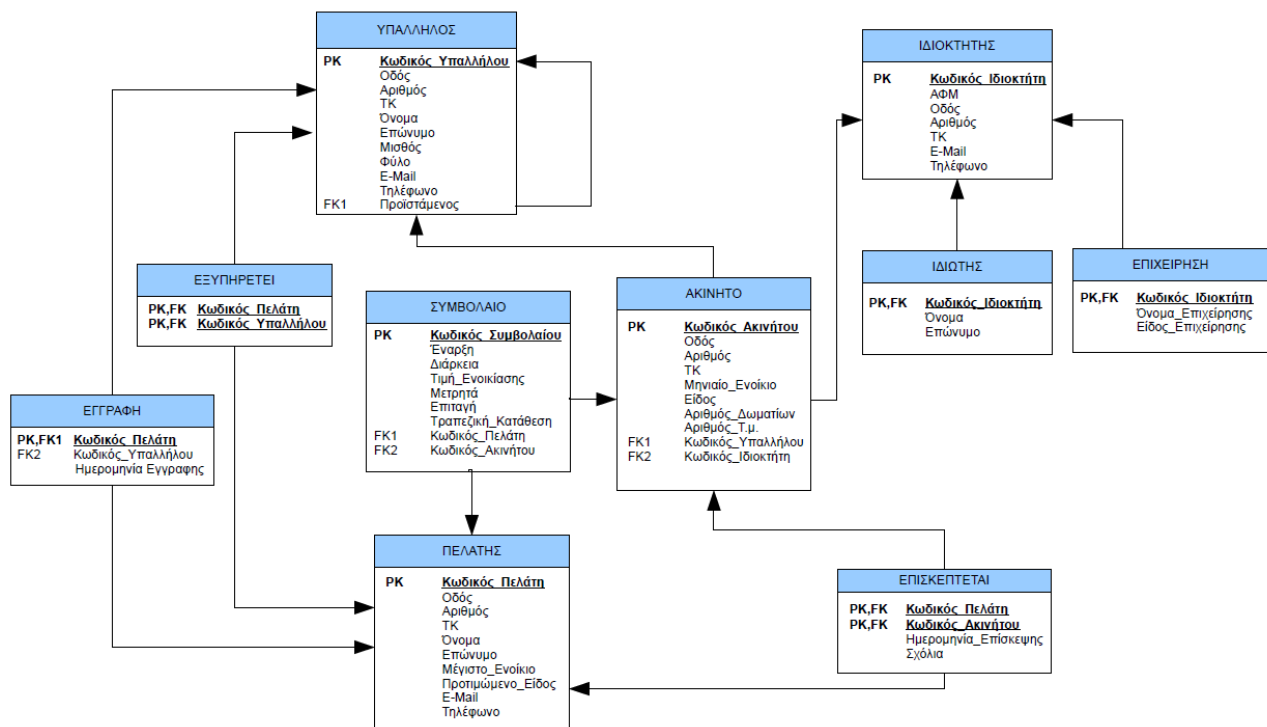 ΥΠΑΛΛΗΛΟΣ
PK Κωδικός_Υπαλλήλου
Οδός
Αριθμός
ΤΚ
Όνομα
Επώνυμο
Μισθός
Φύλο
E-Mail
Τηλέφωνο
FK1 Προϊστάμενος
ΙΔΙΟΚΤΗΤΗΣ
PK Κωδικός_Ιδιοκτήτη
ΑΦΜ
Οδός
Αριθμός
ΤΚ
E-Mail
Τηλέφωνο
ΕΞΥΠΗΡΕΤΕΙ
PK,FK Κωδικός_Πελάτη
PK,FK Κωδικός_Υπαλλήλου
ΣΥΜΒΟΛΑΙΟ
PK Κωδικός_Συμβολαίου
Έναρξη
Διάρκεια
Τιμή_Ενοικίασης
Μετρητά
Επιταγή
Τραπεζική_Κατάθεση
FK1 Κωδικός_Πελάτη
FK2 Κωδικός_Ακινήτου
ΑΚΙΝΗΤΟ
PK Κωδικός_Ακινήτου
Οδός
Αριθμός
ΤΚ
Μηνιαίο_Ενοίκιο
Είδος
Αριθμός_Δωματίων
Αριθμός_Τ.μ.
FK1 Κωδικός_Υπαλλήλου
FK2 Κωδικός_Ιδιοκτήτη
ΙΔΙΩΤΗΣ
PK,FK Κωδικός_Ιδιοκτήτη
Όνομα
Επώνυμο
ΕΠΙΧΕΙΡΗΣΗ
PK,FK Κωδικός_Ιδιοκτήτη
Όνομα_Επιχείρησης
Είδος_Επιχείρησης
ΕΓΓΡΑΦΗ
PK,FK1 Κωδικός_Πελάτη
FK2 Κωδικός_Υπαλλήλου
Ημερομηνία Εγγραφης
ΠΕΛΑΤΗΣ
PK Κωδικός_Πελάτη
Οδός
Αριθμός
ΤΚ
Όνομα
Επώνυμο
Μέγιστο_Ενοίκιο
Προτιμώμενο_Είδος
E-Mail
Τηλέφωνο
ΕΠΙΣΚΕΠΤΕΤΑΙ
PK,FK Κωδικός_Πελάτη
PK,FK Κωδικός_Ακινήτου
Ημερομηνία_Επίσκεψης
Σχόλια